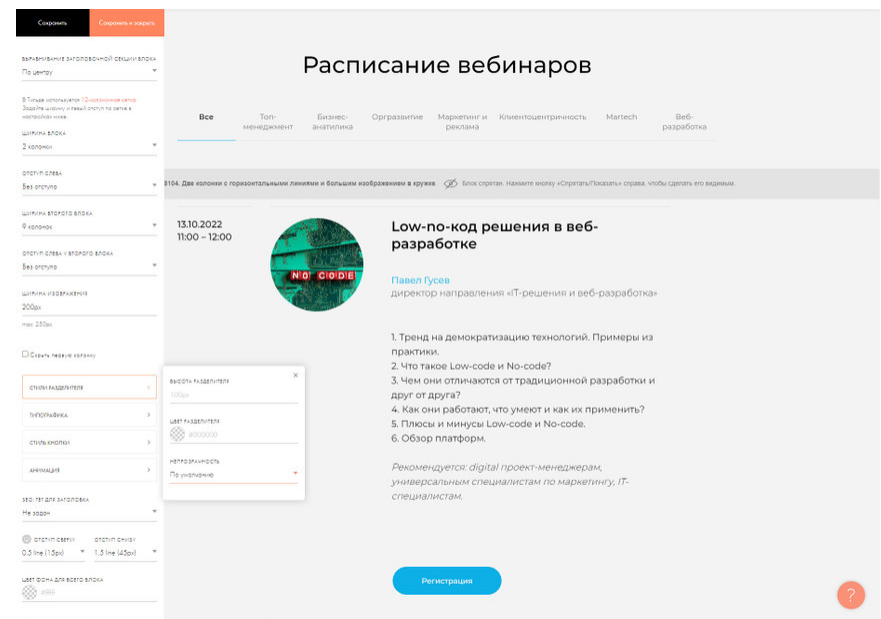 Сохранить
Сохранить и закрыть
ВЫРАВНИВАНИЕ ЗАГОЛОВОЧНОЙ СЕКЦИИ БЛОКА
По центру
В Тильде используется 12-колоночная сетка.
Задайте ширину и левый отступ по сетке в
настройках ниже.
ШИРИНА БЛОКА
2 колонки
ОТСТУП СЛЕВА
Без отступа
ШИРИНА ВТОРОГО БЛОКА
9 колонок
ОТСТУП СЛЕВА У ВТОРОГО БЛОКА
Без отступа
ШИРИНА ИЗОБРАЖЕНИЯ
200px
max: 250px
Скрыть первую колонку
СТИЛИ РАЗДЕЛИТЕЛЯ
ТИПОГРАФИКА
СТИЛЬ КНОПКИ
АНИМАЦИЯ
SEO: ТЕГ ДЛЯ ЗАГОЛОВКА
Не задан
ОТСТУП СВЕРХУ
ОТСТУП СНИЗУ
0.5 line (15px)
1.5 line (45px)
ЦВЕТ ФОНА ДЛЯ ВСЕГО БЛОКА
#ffffff
ВЫСОТА РАЗДЕЛИТЕЛЯ
100px
ЦВЕТ РАЗДЕЛИТЕЛЯ
#000000
НЕПРОЗРАЧНОСТЬ
По умолчанию
Расписание вебинаров
Все
Топ-
менеджмент
Бизнес-
анатилика
Оргразвитие
Маркетинг и
реклама
Клиентоцентричность
Martech
Веб-
разработка
Две колонки с горизонтальными линиями и большим изображением в кружке
Блок спрятан. Нажмите кнопку «Спрятать/Показать» справа, чтобы сделать его видимым.
13.10.2022
11:00 – 12:00
NO CODE
Low-no-код решения в веб-
разработке
Павел Гусев
директор направления «IT-решения и веб-разработка»
1. Тренд на демократизацию технологий. Примеры из
практики.
2. Что такое Low-code и No-code?
3. Чем они отличаются от традиционной разработки и
друг от друга?
4. Как они работают, что умеют и как их применить?
5. Плюсы и минусы Low-code и No-code.
6. Обзор платформ.
Рекомендуется: digital проект-менеджерам,
универсальным специалистам по маркетингу, IT-
специалистам.
Регистрация
?